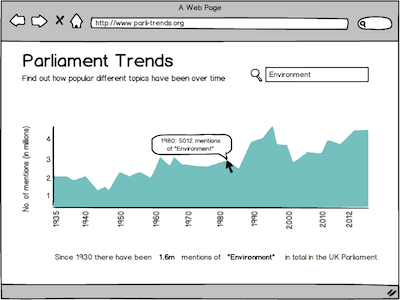 A Web Page
http://www.parli-trends.org
Parliament Trends
Find out how popular different topics have been over time
Environment
No. of mentions (in millions)
4
3
2
1
1980: 5012 mentions
of "Environment"
1935 1940 1950 1960 1970 1980 1990 2000 2010 2012
Since 1930 there have been 1.6m mentions of "Environment" in total in the UK Parliament.